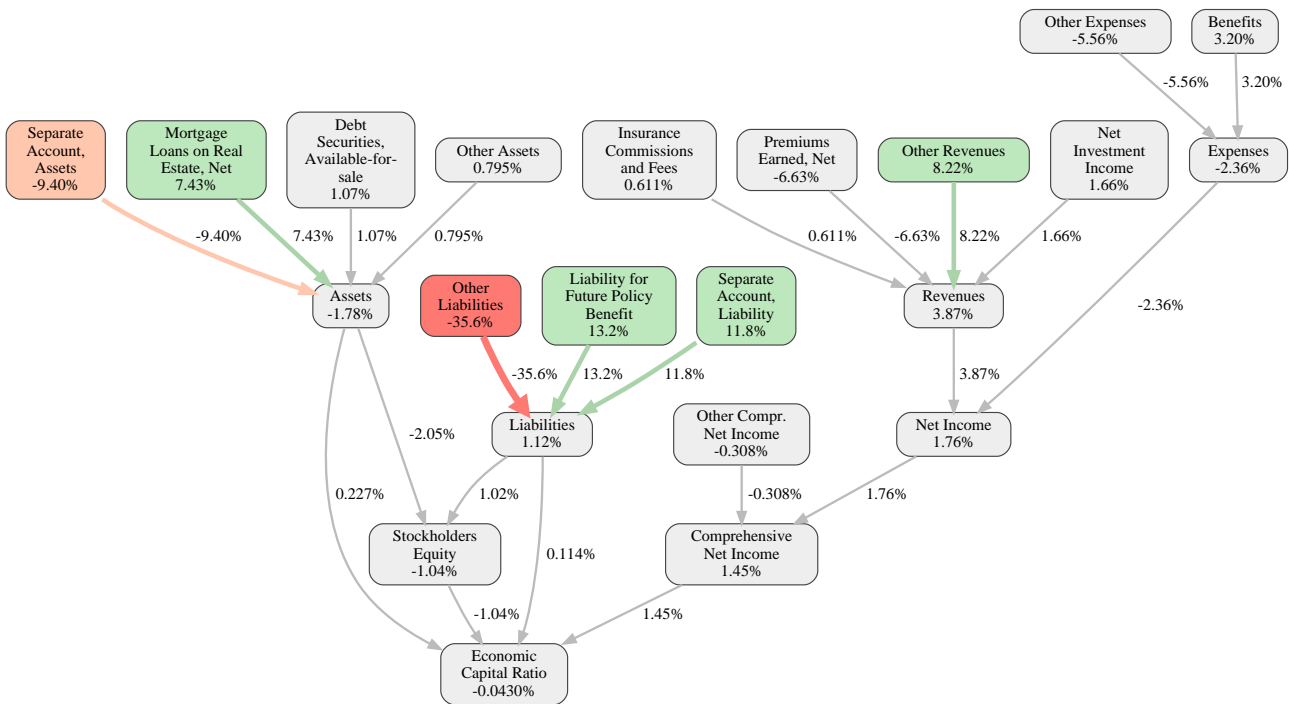 Other Expenses
-5.56%
Benefits
3.20%
-5.56%
3.20%
Separate
Account,
Assets
-9.40%
Mortgage
Loans on Real
Estate, Net
7.43%
Debt
Securities,
Available-for-
sale
1.07%
Other Assets
0.795%
Insurance
Commissions
and Fees
0.611%
Premiums
Earned, Net
-6.63%
Other Revenues
8.22%
Net
Investment
Income
1.66%
Expenses
-2.36%
-9.40%
7.43%
1.07%
0.795%
0.611%
-6.63%
8.22%
1.66%
Assets
-1.78%
Other
Liabilities
-35.6%
Liability for
Future Policy
Benefit
13.2%
Separate
Account,
Liability
11.8%
Revenues
3.87%
-2.36%
-35.6%
13.2%
11.8%
3.87%
-2.05%
Liabilities
1.12%
Other Compr.
Net Income
-0.308%
Net Income
1.76%
0.227%
1.02%
-0.308%
1.76%
Stockholders
Equity
-1.04%
0.114%
Comprehensive
Net Income
1.45%
-1.04%
1.45%
Economic
Capital Ratio
-0.0430%